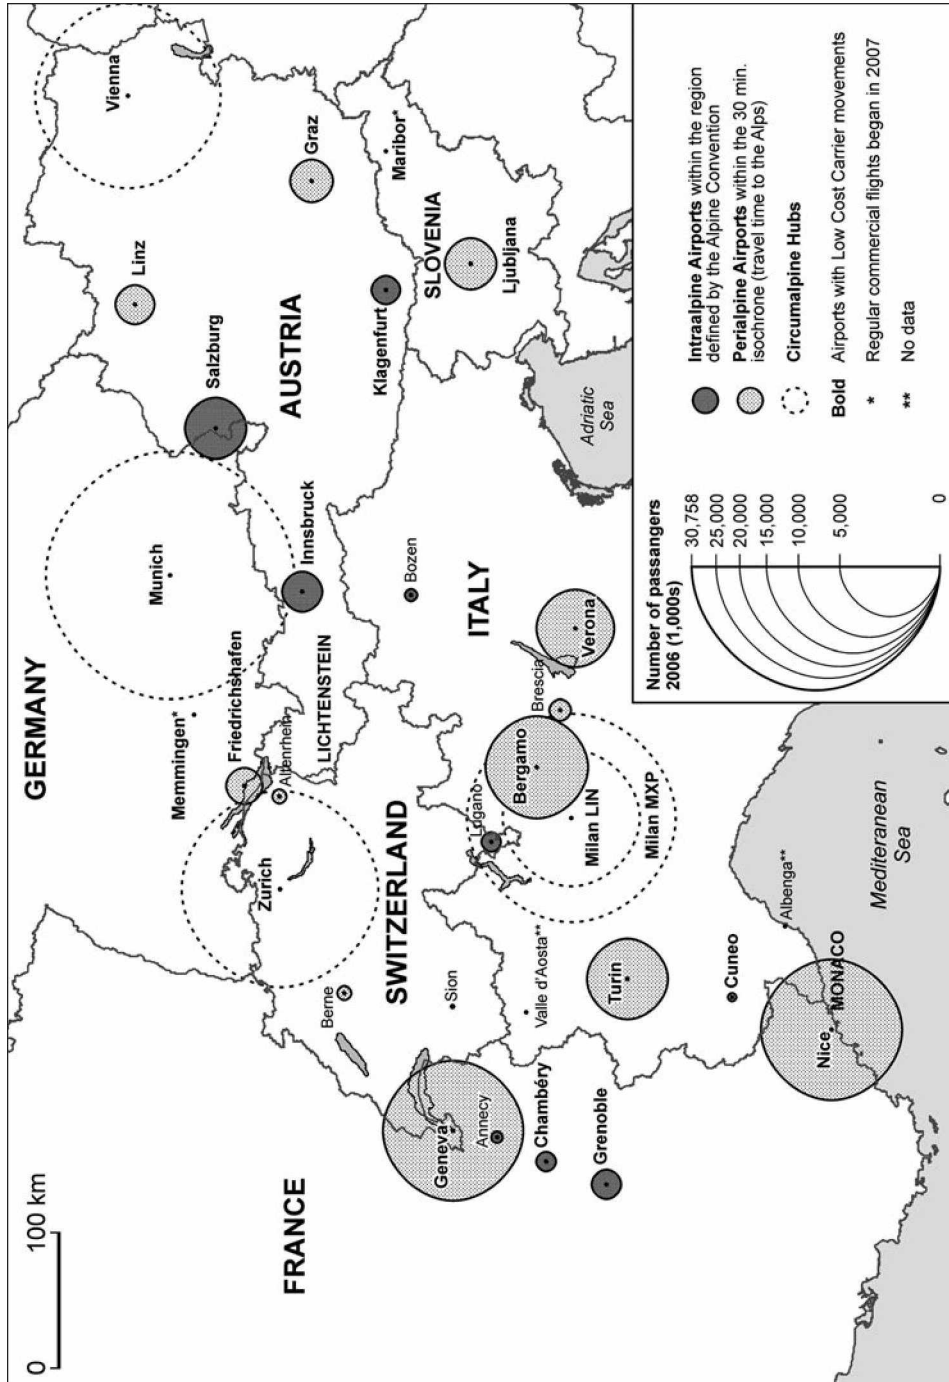 0 100 km
GERMANY
FRANCE
SWITZERLAND
AUSTRIA
LICHTENSTEIN
ITALY
SLOVENIA
MONACO
Vienna
Linz
Munich
Memmingen*
Salzburg
Friedrichshafen
Altenrhein
Zurich
Innsbruck
Graz
Berne
Klagenfurt
Maribor*
Bozen
Geneva
Sion
Annecy
Ljubljana
Lugano
Bergamo
Brescia
Verona
Milan LIN
Milan MXP
Chambéry
Valle d'Aosta**
Grenoble
Turin
Cuneo
Albenga**
Nice
Adriatic
Sea
Mediteranean
Sea
Number of passangers
2006 (1,000s)
30,758
25,000
20,000
15,000
10,000
5,000
0
Intraalpine Airports within the region
defined by the Alpine Convention
Perialpine Airports within the 30 min.
isochrone (travel time to the Alps)
Circumalpine Hubs
Bold Airports with Low Cost Carrier movements
* Regular commercial flights began in 2007
** No data